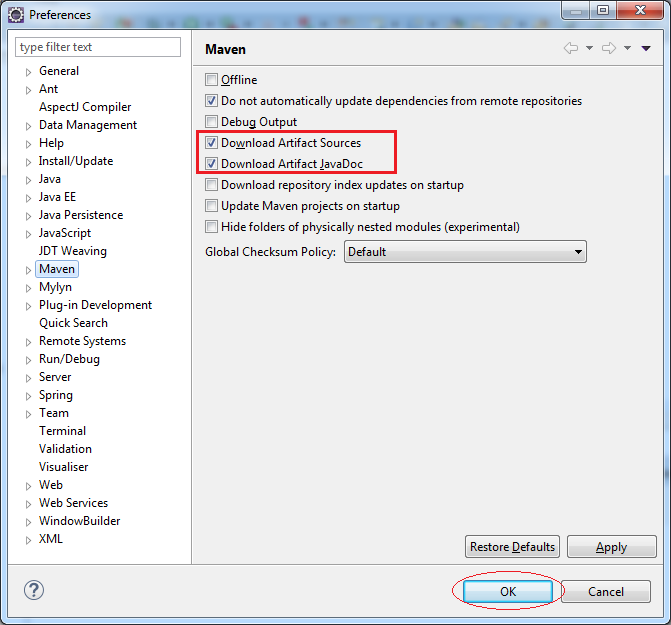 Preferences
type filter text
General
Ant
AspectJ Compiler
Data Management
Help
Install/Update
Java
Java EE
Java Persistence
JavaScript
JDT Weaving
Maven
Mylyn
Plug-in Development
Quick Search
Remote Systems
Run/Debug
Server
Spring
Team
Terminal
Validation
Visualiser
Web
Web Services
WindowBuilder
XML
Maven
Offline
Do not automatically update dependencies from remote repositories
Debug Output
Download Artifact Sources
Download Artifact JavaDoc
Download repository index updates on startup
Update Maven projects on startup
Hide folders of physically nested modules (experimental)
Global Checksum Policy: Default
Restore Defaults Apply
? OK Cancel